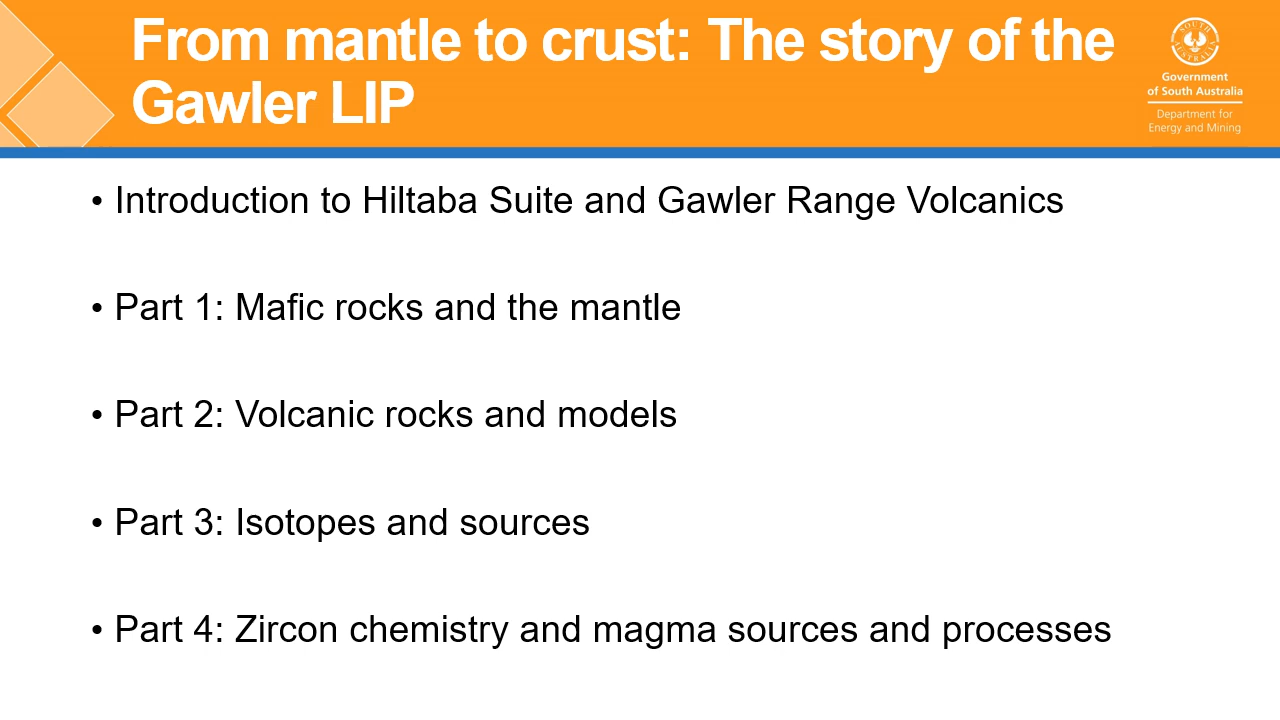 From mantle to crust: The story of the
Gawler LIP
SOUTH
AUSTRALIA
Government
of South Australia
Department for
Energy and Mining
• Introduction to Hiltaba Suite and Gawler Range Volcanics
• Part 1: Mafic rocks and the mantle
• Part 2: Volcanic rocks and models
• Part 3: Isotopes and sources
• Part 4: Zircon chemistry and magma sources and processes